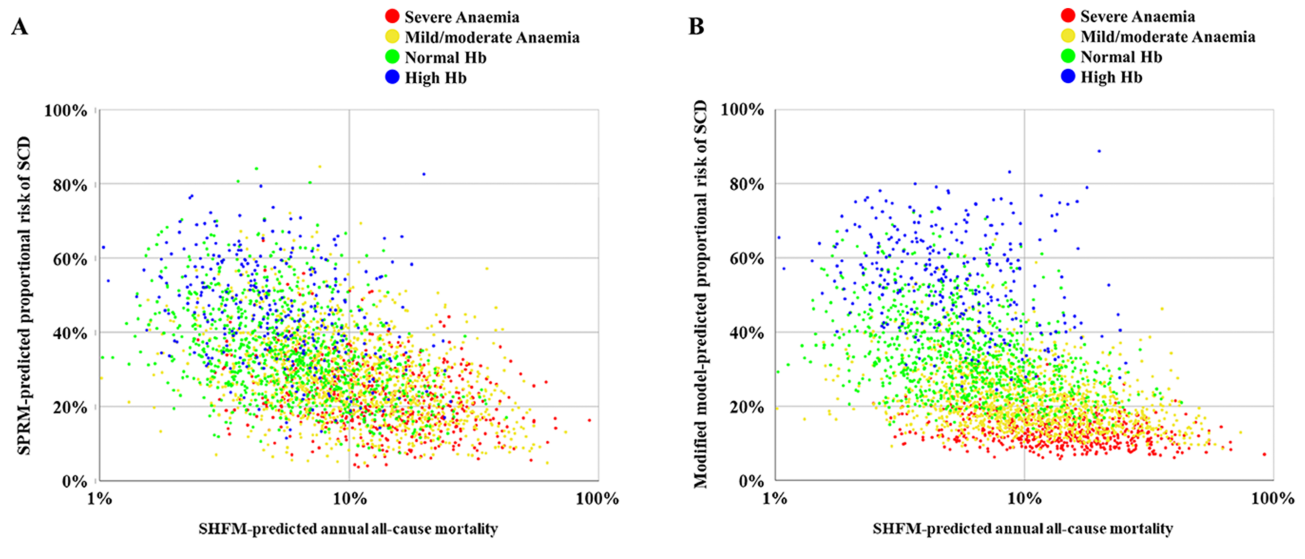 A
Severe Anaemia
Mild/moderate Anaemia
Normal Hb
High Hb
SPRM-predicted proportional risk of SCD
100%
80%
60%
40%
20%
0%
1%
10%
100%
SHFM-predicted annual all-cause mortality
B
Severe Anaemia
Mild/moderate Anaemia
Normal Hb
High Hb
Modified model-predicted proportional risk of SCD
100%
80%
60%
40%
20%
0%
1%
10%
100%
SHFM-predicted annual all-cause mortality